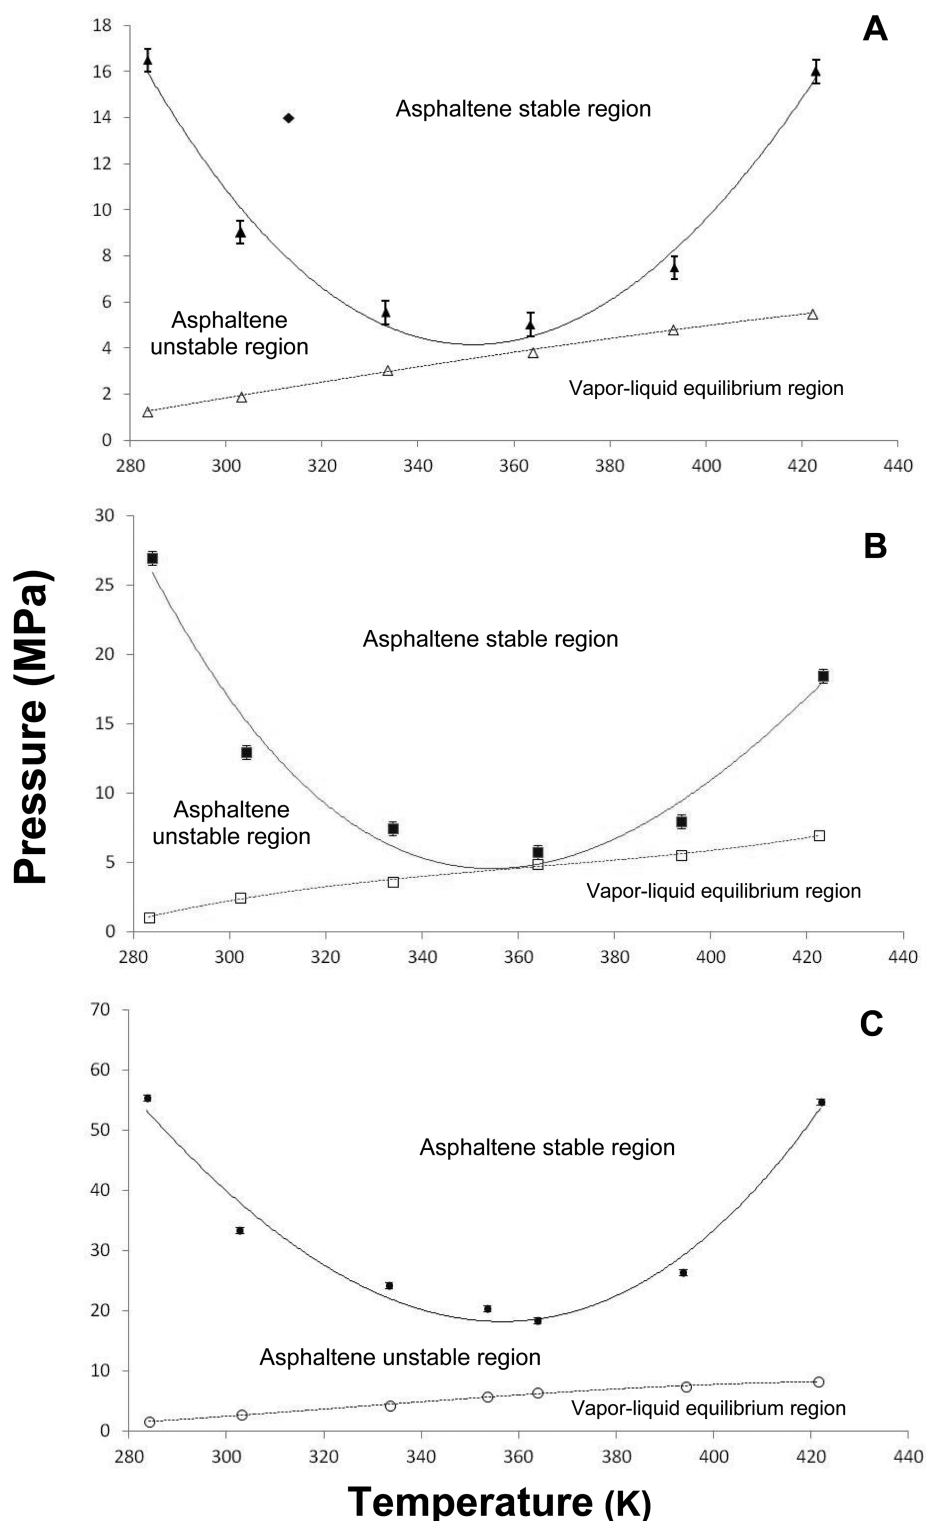 A
18
16
14
12
10
8
6
4
2
0
Asphaltene stable region
Asphaltene
unstable region
Vapor-liquid equilibrium region
280 300 320 340 360 380 400 420 440
B
30
25
20
15
10
5
0
Asphaltene stable region
Asphaltene
unstable region
Vapor-liquid equilibrium region
280 300 320 340 360 380 400 420 440
Pressure (MPa)
C
70
60
50
40
30
20
10
0
Asphaltene stable region
Asphaltene unstable region
Vapor-liquid equilibrium region
280 300 320 340 360 380 400 420 440
Temperature (K)